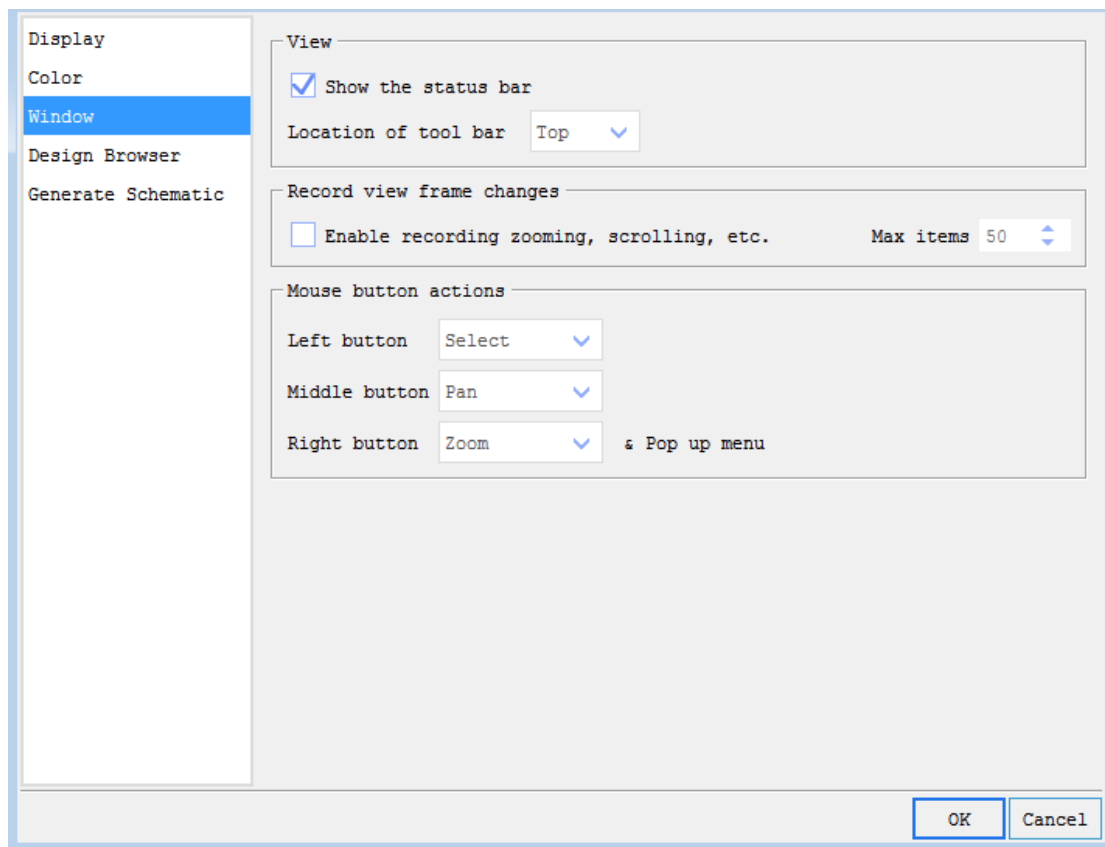 Display
Color
Window
Design Browser
Generate Schematic
View
Show the status bar
Location of tool bar Top
Record view frame changes
Enable recording zooming, scrolling, etc. Max items 50
Mouse button actions
Left button Select
Middle button Pan
Right button Zoom & Pop up menu
OK Cancel